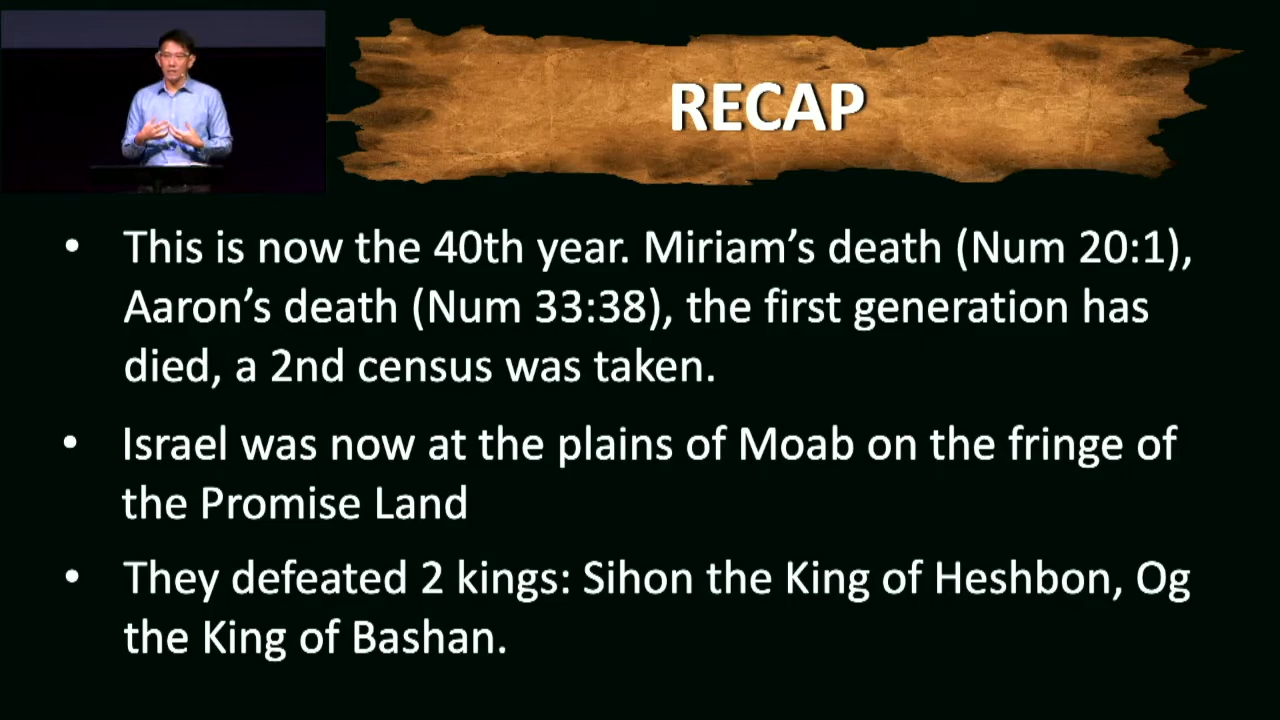 RECAP
• This is now the 40th year. Miriam’s death (Num 20:1),
Aaron’s death (Num 33:38), the first generation has
died, a 2nd census was taken.
• Israel was now at the plains of Moab on the fringe of
the Promise Land
• They defeated 2 kings: Sihon the King of Heshbon, Og
the King of Bashan.